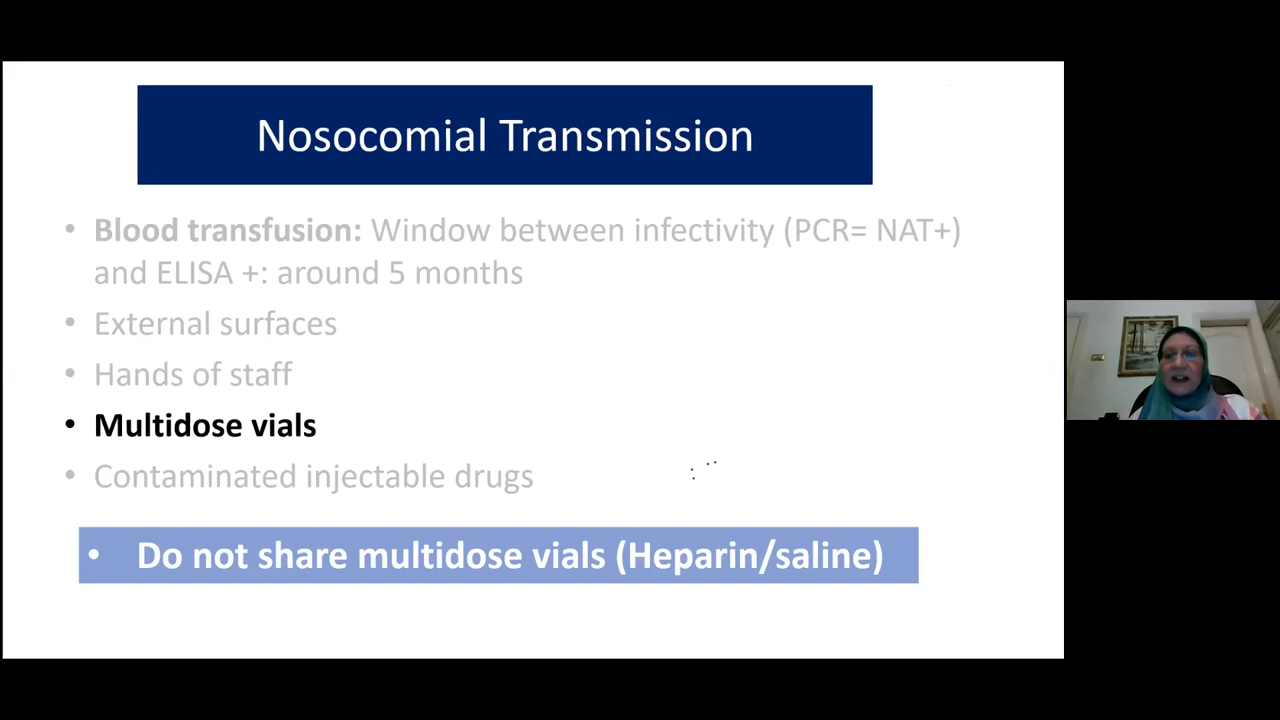 Nosocomial Transmission
• Blood transfusion: Window between infectivity (PCR= NAT+)
and ELISA +: around 5 months
• External surfaces
• Hands of staff
• Multidose vials
• Contaminated injectable drugs
• Do not share multidose vials (Heparin/saline)